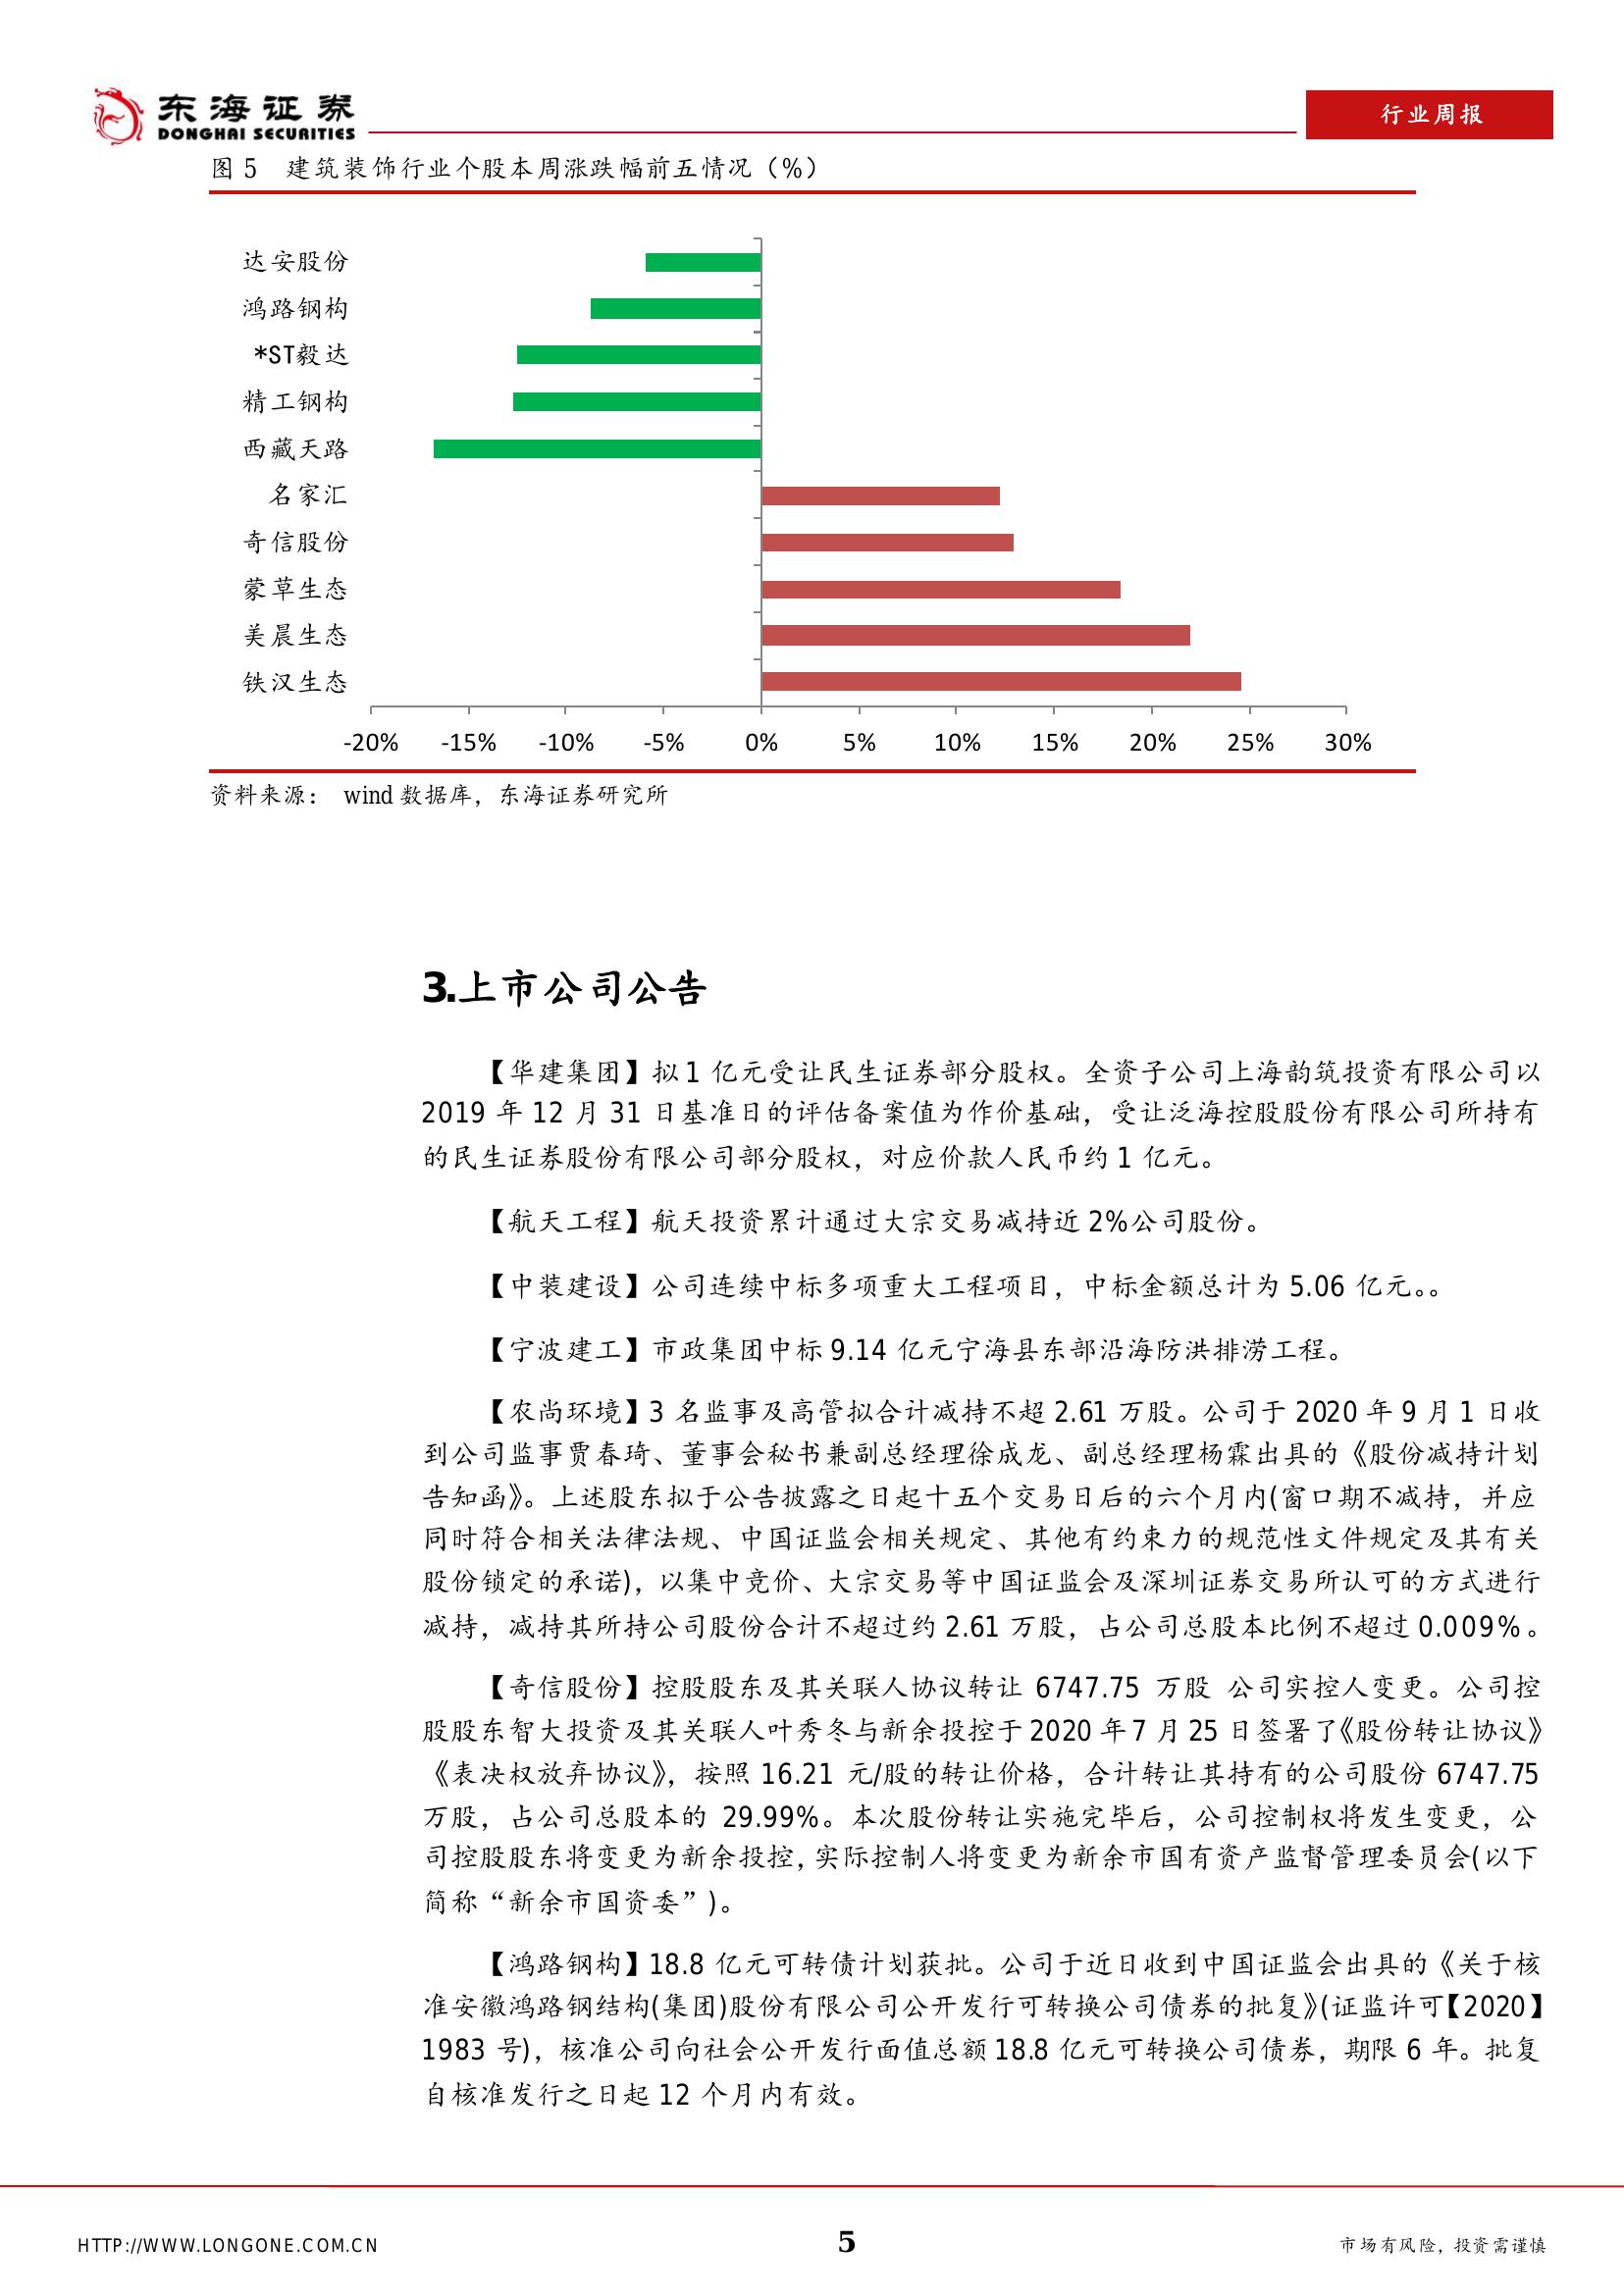 东海证券
DONGHAI SECURITIES
行业周报
图 5 建筑装饰行业个股本周涨跌幅前五情况（%）
达安股份
鸿路钢构
*ST毅达
精工钢构
西藏天路
名家汇
奇信股份
蒙草生态
美晨生态
铁汉生态
-20% -15% -10% -5% 0% 5% 10% 15% 20% 25% 30%
资料来源： wind 数据库，东海证券研究所
3.上市公司公告
【华建集团】拟 1 亿元受让民生证券部分股权。全资子公司上海韵筑投资有限公司以
2019 年 12 月 31 日基准日的评估备案值为作价基础，受让泛海控股股份有限公司所持有
的民生证券股份有限公司部分股权，对应价款人民币约 1 亿元。
【航天工程】航天投资累计通过大宗交易减持近 2%公司股份。
【中装建设】公司连续中标多项重大工程项目，中标金额总计为 5.06 亿元。。
【宁波建工】市政集团中标 9.14 亿元宁海县东部沿海防洪排涝工程。
【农尚环境】3 名监事及高管拟合计减持不超 2.61 万股。公司于 2020 年 9 月 1 日收
到公司监事贾春琦、董事会秘书兼副总经理徐成龙、副总经理杨霖出具的《股份减持计划
告知函》。上述股东拟于公告披露之日起十五个交易日后的六个月内(窗口期不减持，并应
同时符合相关法律法规、中国证监会相关规定、其他有约束力的规范性文件规定及其有关
股份锁定的承诺)，以集中竞价、大宗交易等中国证监会及深圳证券交易所认可的方式进行
减持，减持其所持公司股份合计不超过约 2.61 万股，占公司总股本比例不超过 0.009%。
【奇信股份】控股股东及其关联人协议转让 6747.75 万股 公司实控人变更。公司控
股股东智大投资及其关联人叶秀冬与新余投控于 2020 年 7 月 25 日签署了《股份转让协议》
《表决权放弃协议》，按照 16.21 元/股的转让价格，合计转让其持有的公司股份 6747.75
万股，占公司总股本的 29.99%。本次股份转让实施完毕后，公司控制权将发生变更，公
司控股股东将变更为新余投控，实际控制人将变更为新余市国有资产监督管理委员会(以下
简称“新余市国资委”)。
【鸿路钢构】18.8 亿元可转债计划获批。公司于近日收到中国证监会出具的《关于核
准安徽鸿路钢结构(集团)股份有限公司公开发行可转换公司债券的批复》(证监许可【2020】
1983 号)，核准公司向社会公开发行面值总额 18.8 亿元可转换公司债券，期限 6 年。批复
自核准发行之日起 12 个月内有效。
HTTP://WWW.LONGONE.COM.CN
5
市场有风险，投资需谨慎